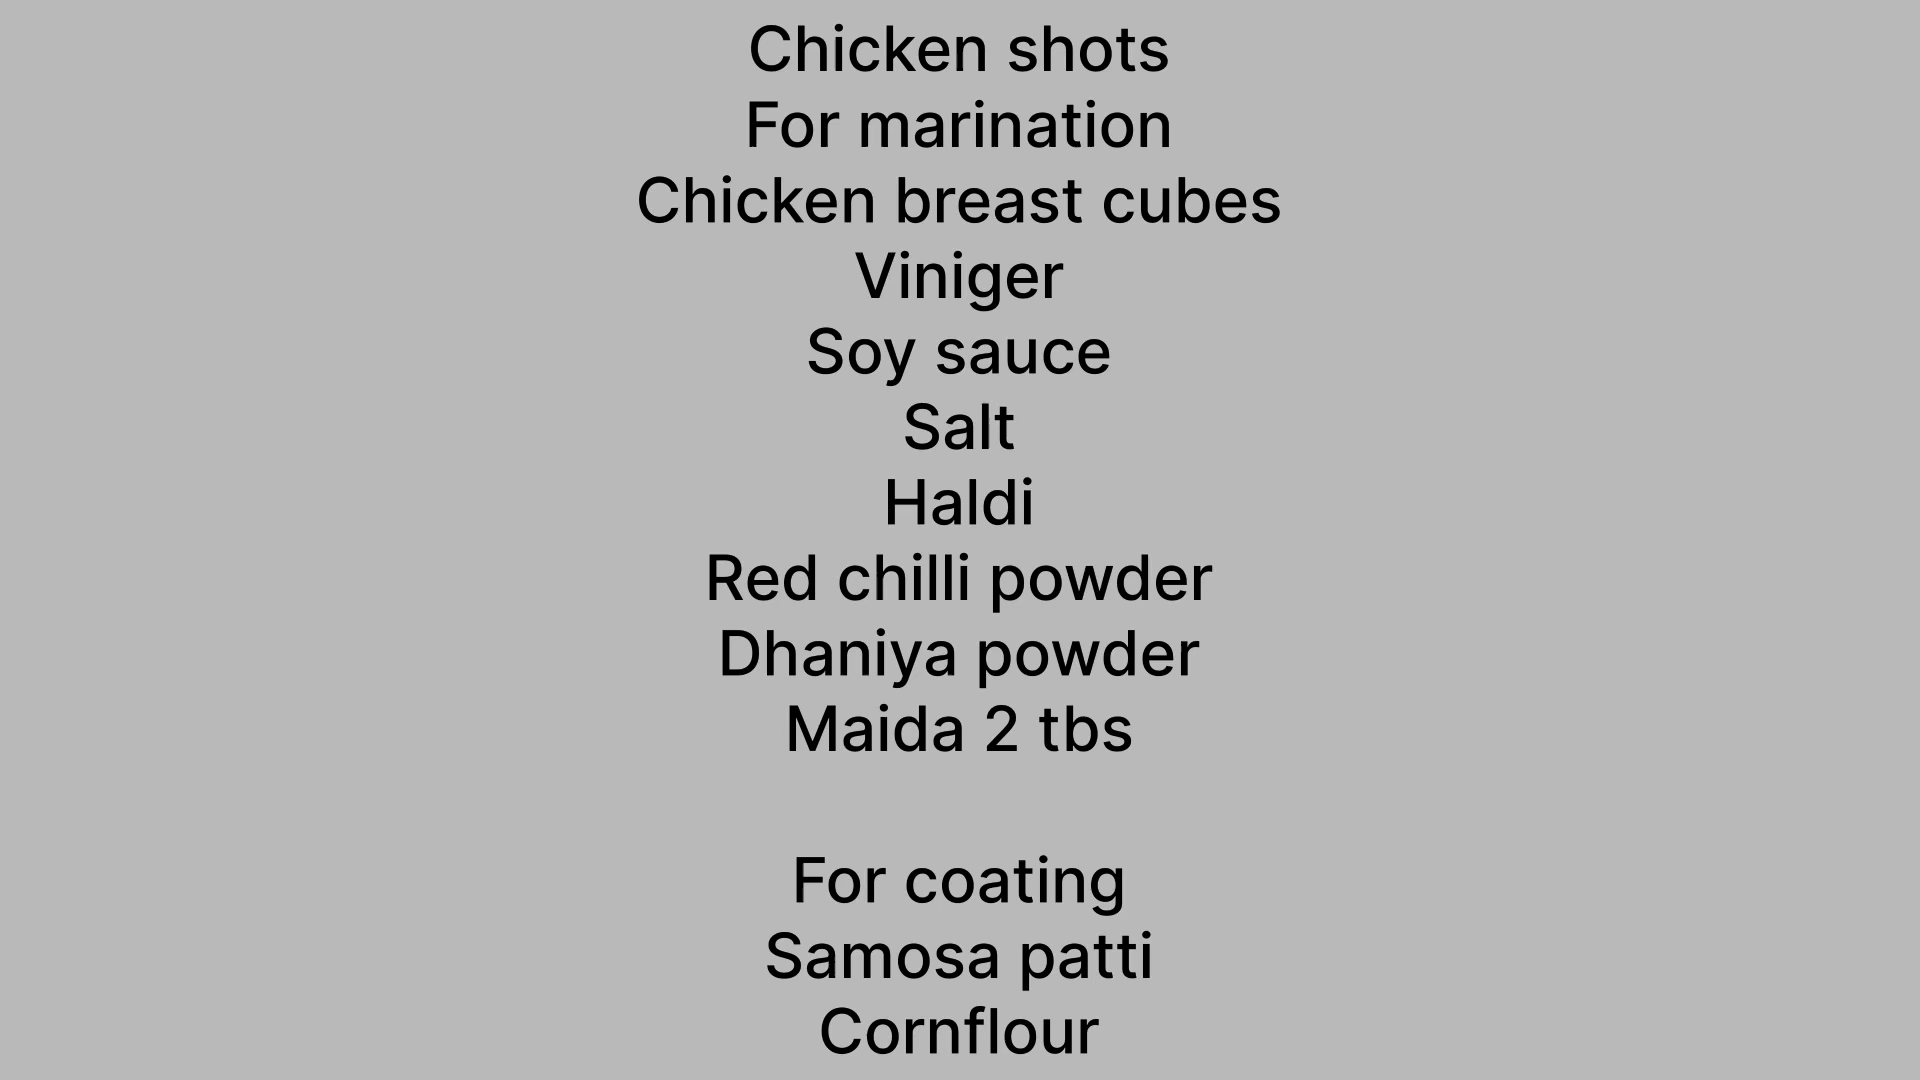 Chicken shots
For marination
Chicken breast cubes
Viniger
Soy sauce
Salt
Haldi
Red chilli powder
Dhaniya powder
Maida 2 tbs
For coating
Samosa patti
Cornflour